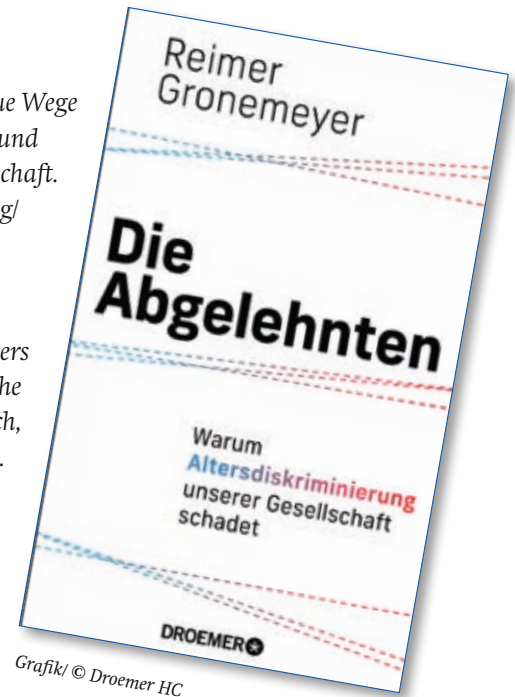 ue Wege
und
chaft.
g/
ers
he
ch,
.
Reimer
Gronemeyer
Die
Abgelehnten
Warum
Altersdiskriminierung
unserer Gesellschaft
schadet
DROEMER
Grafik/ © Droemer HC